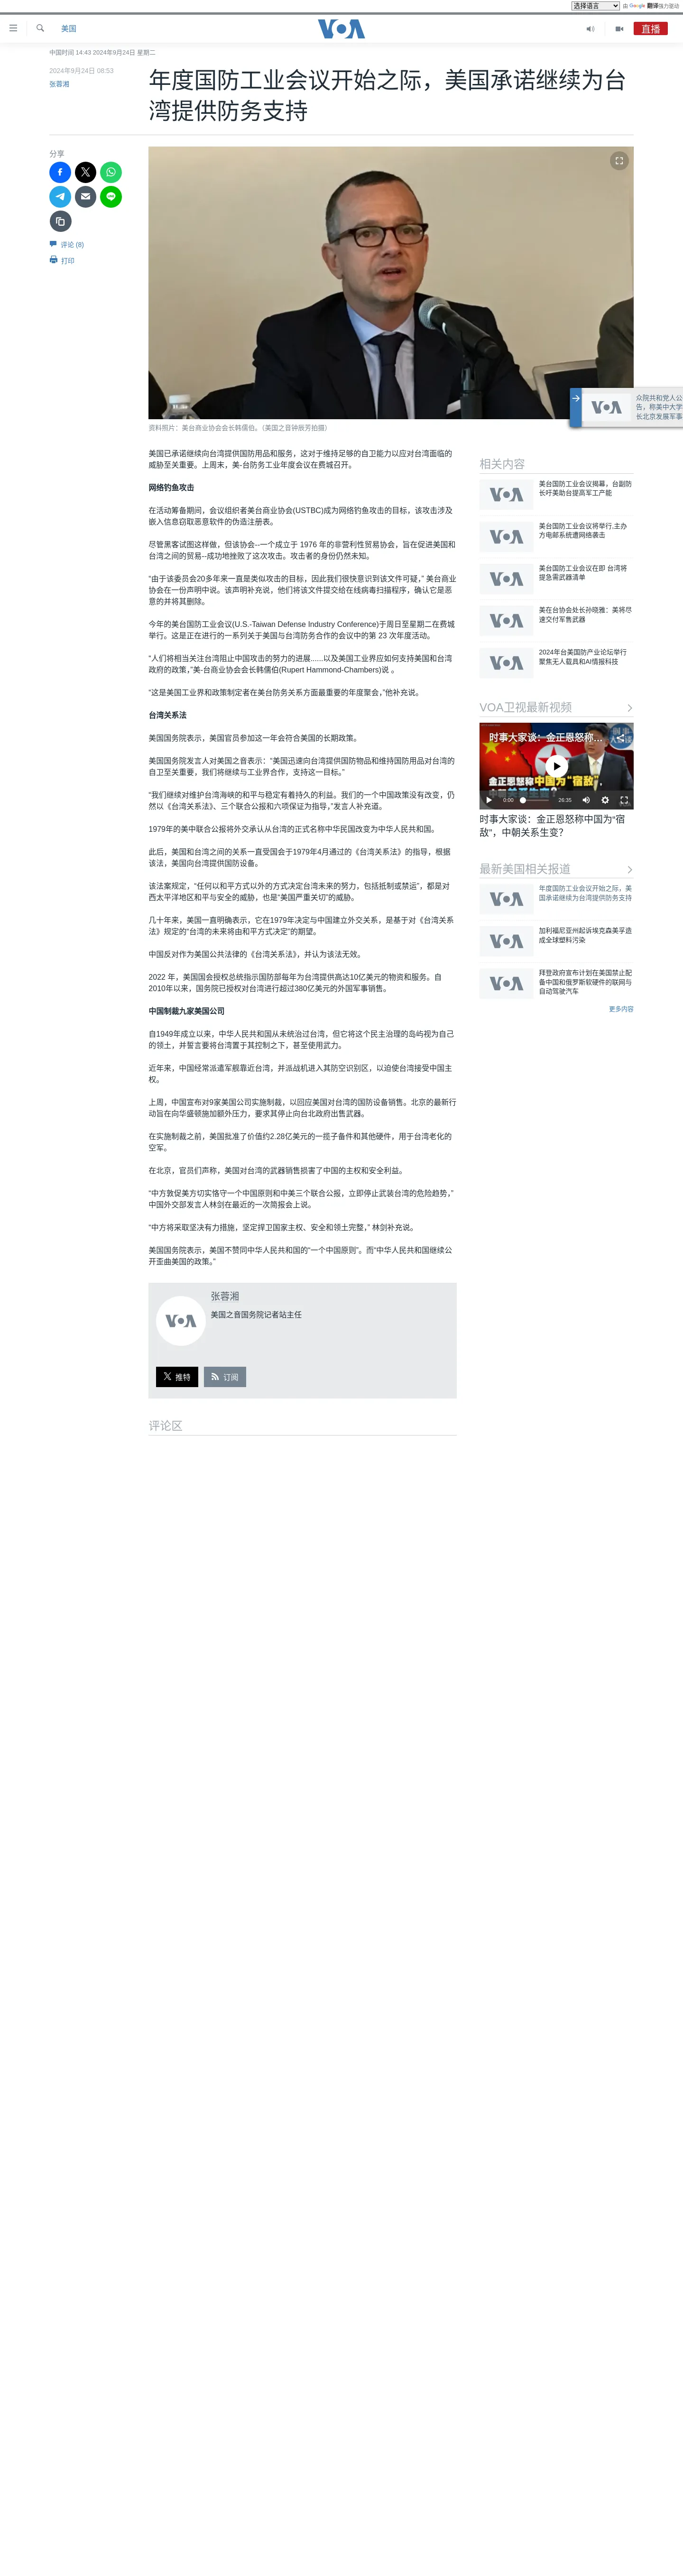 选择语言
由 Google 翻译强力驱动
美国
VOA
直播
中国时间 14:43 2024年9月24日 星期二
2024年9月24日 08:53
张蓉湘
年度国防工业会议开始之际，美国承诺继续为台
湾提供防务支持
分享
评论 (8)
打印
资料照片：美台商业协会会长韩儒伯。（美国之音钟辰芳拍摄）
众院共和党人公
告，称美中大学
长北京发展军事
美国已承诺继续向台湾提供国防用品和服务，这对于维持足够的自卫能力以应对台湾面临的
威胁至关重要。上周末，美-台防务工业年度会议在费城召开。
网络钓鱼攻击
在活动筹备期间，会议组织者美台商业协会(USTBC)成为网络钓鱼攻击的目标，该攻击涉及
嵌入信息窃取恶意软件的伪造注册表。
尽管黑客试图这样做，但该协会--一个成立于 1976 年的非营利性贸易协会，旨在促进美国和
台湾之间的贸易--成功地挫败了这次攻击。攻击者的身份仍然未知。
“由于该委员会20多年来一直是类似攻击的目标，因此我们很快意识到该文件可疑，” 美台商业
协会在一份声明中说。该声明补充说，他们将该文件提交给在线病毒扫描程序，确认它是恶
意的并将其删除。
今年的美台国防工业会议(U.S.-Taiwan Defense Industry Conference)于周日至星期二在费城
举行。这是正在进行的一系列关于美国与台湾防务合作的会议中的第 23 次年度活动。
“人们将相当关注台湾阻止中国攻击的努力的进展......以及美国工业界应如何支持美国和台湾
政府的政策，”美-台商业协会会长韩儒伯(Rupert Hammond-Chambers)说 。
“这是美国工业界和政策制定者在美台防务关系方面最重要的年度聚会，”他补充说。
台湾关系法
美国国务院表示，美国官员参加这一年会符合美国的长期政策。
美国国务院发言人对美国之音表示：“美国迅速向台湾提供国防物品和维持国防用品对台湾的
自卫至关重要，我们将继续与工业界合作，支持这一目标。”
“我们继续对维护台湾海峡的和平与稳定有着持久的利益。我们的一个中国政策没有改变，仍
然以《台湾关系法》、三个联合公报和六项保证为指导，”发言人补充道。
1979年的美中联合公报将外交承认从台湾的正式名称中华民国改变为中华人民共和国。
此后，美国和台湾之间的关系一直受国会于1979年4月通过的《台湾关系法》的指导，根据
该法，美国向台湾提供国防设备。
该法案规定，“任何以和平方式以外的方式决定台湾未来的努力，包括抵制或禁运”，都是对
西太平洋地区和平与安全的威胁，也是“美国严重关切”的威胁。
几十年来，美国一直明确表示，它在1979年决定与中国建立外交关系，是基于对《台湾关系
法》规定的“台湾的未来将由和平方式决定”的期望。
中国反对作为美国公共法律的《台湾关系法》，并认为该法无效。
2022 年，美国国会授权总统指示国防部每年为台湾提供高达10亿美元的物资和服务。自
2010年以来，国务院已授权对台湾进行超过380亿美元的外国军事销售。
中国制裁九家美国公司
自1949年成立以来，中华人民共和国从未统治过台湾，但它将这个民主治理的岛屿视为自己
的领土，并誓言要将台湾置于其控制之下，甚至使用武力。
近年来，中国经常派遣军舰靠近台湾，并派战机进入其防空识别区，以迫使台湾接受中国主
权。
上周，中国宣布对9家美国公司实施制裁，以回应美国对台湾的国防设备销售。北京的最新行
动旨在向华盛顿施加额外压力，要求其停止向台北政府出售武器。
在实施制裁之前，美国批准了价值约2.28亿美元的一揽子备件和其他硬件，用于台湾老化的
空军。
在北京，官员们声称，美国对台湾的武器销售损害了中国的主权和安全利益。
“中方敦促美方切实恪守一个中国原则和中美三个联合公报，立即停止武装台湾的危险趋势，”
中国外交部发言人林剑在最近的一次简报会上说。
“中方将采取坚决有力措施，坚定捍卫国家主权、安全和领土完整，” 林剑补充说。
美国国务院表示，美国不赞同中华人民共和国的“一个中国原则”。而“中华人民共和国继续公
开歪曲美国的政策。”
张蓉湘
美国之音国务院记者站主任
推特
订阅
评论区
相关内容
美台国防工业会议揭幕，台副防
长吁美助台提高军工产能
美台国防工业会议将举行,主办
方电邮系统遭网络袭击
美台国防工业会议在即 台湾将
提急需武器清单
美在台协会处长孙晓雅：美将尽
速交付军售武器
2024年台美国防产业论坛举行
聚焦无人载具和AI情报科技
VOA卫视最新视频
时事大家谈：金正恩怒称...
金正恩怒称中国为“宿敌”，
0:00
26:35
时事大家谈：金正恩怒称中国为“宿
敌”，中朝关系生变？
最新美国相关报道
年度国防工业会议开始之际，美
国承诺继续为台湾提供防务支持
加利福尼亚州起诉埃克森美孚造
成全球塑料污染
拜登政府宣布计划在美国禁止配
备中国和俄罗斯软硬件的联网与
自动驾驶汽车
更多内容